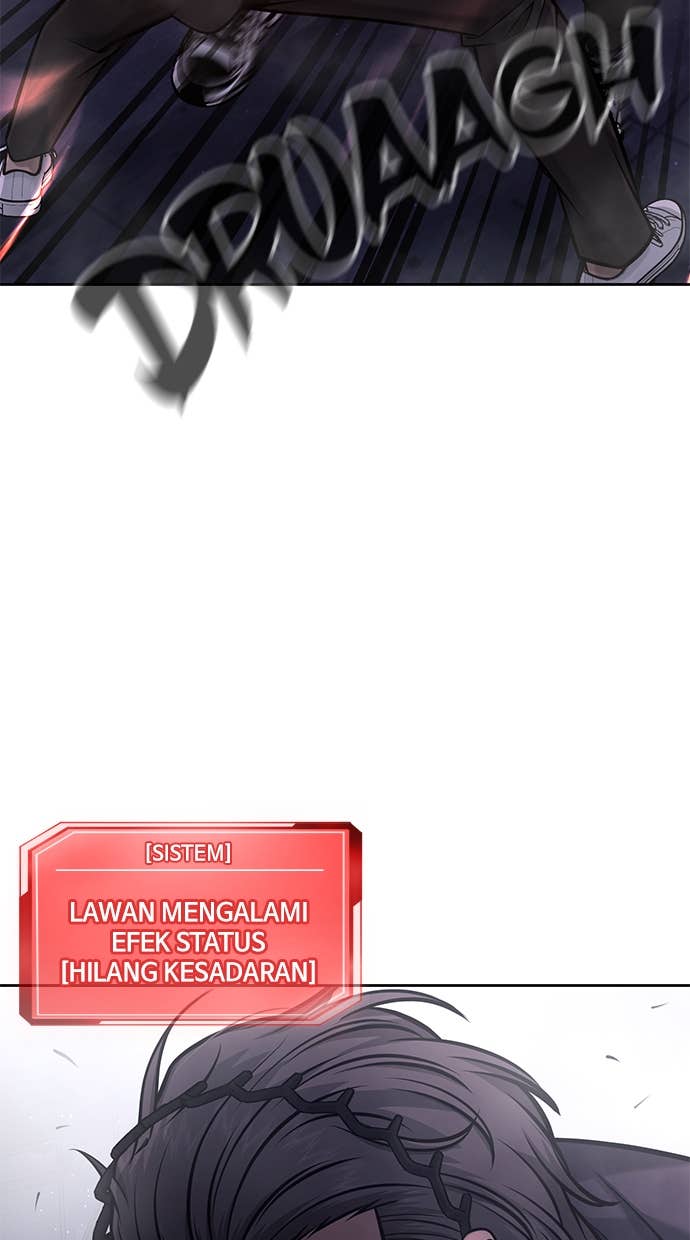 DRUAAGH
[SISTEM]
LAWAN MENGALAMI
EFEK STATUS
[HILANG KESADARAN]